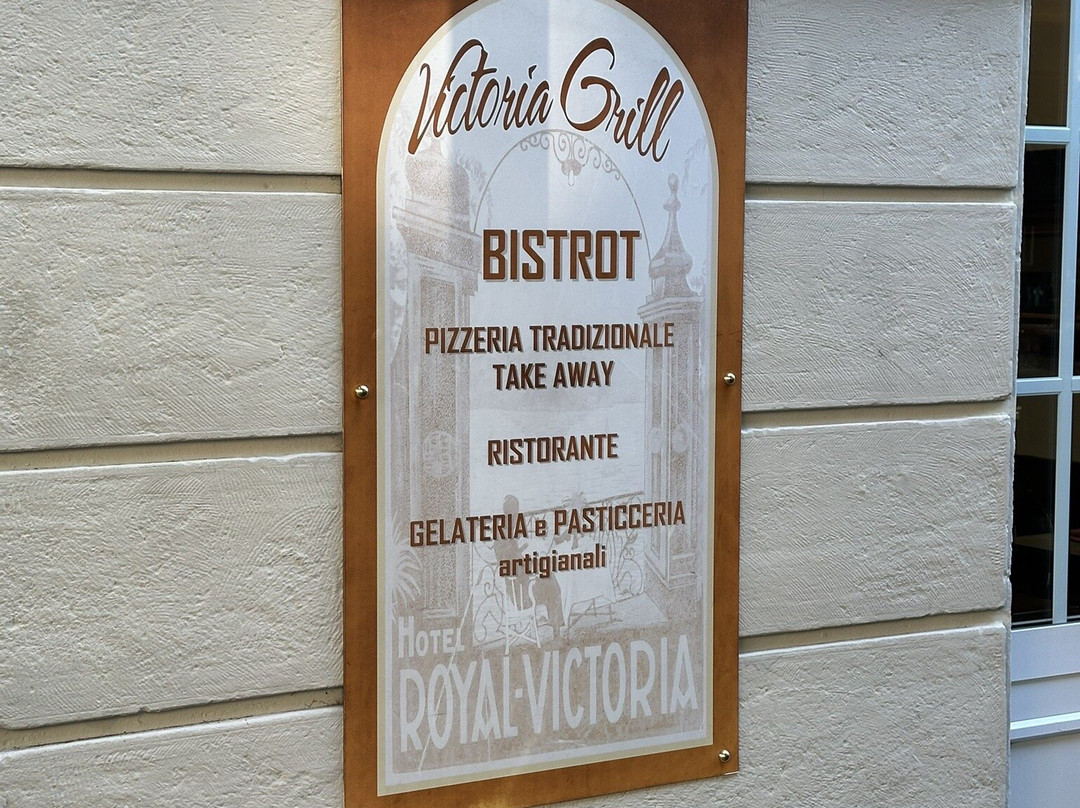 Victoria Grill
BISTROT
PIZZERIA TRADIZIONALE
TAKE AWAY
RISTORANTE
GELATERIA e PASTICCERIA
artigianali
HOTEL
ROYAL-VICTORIA